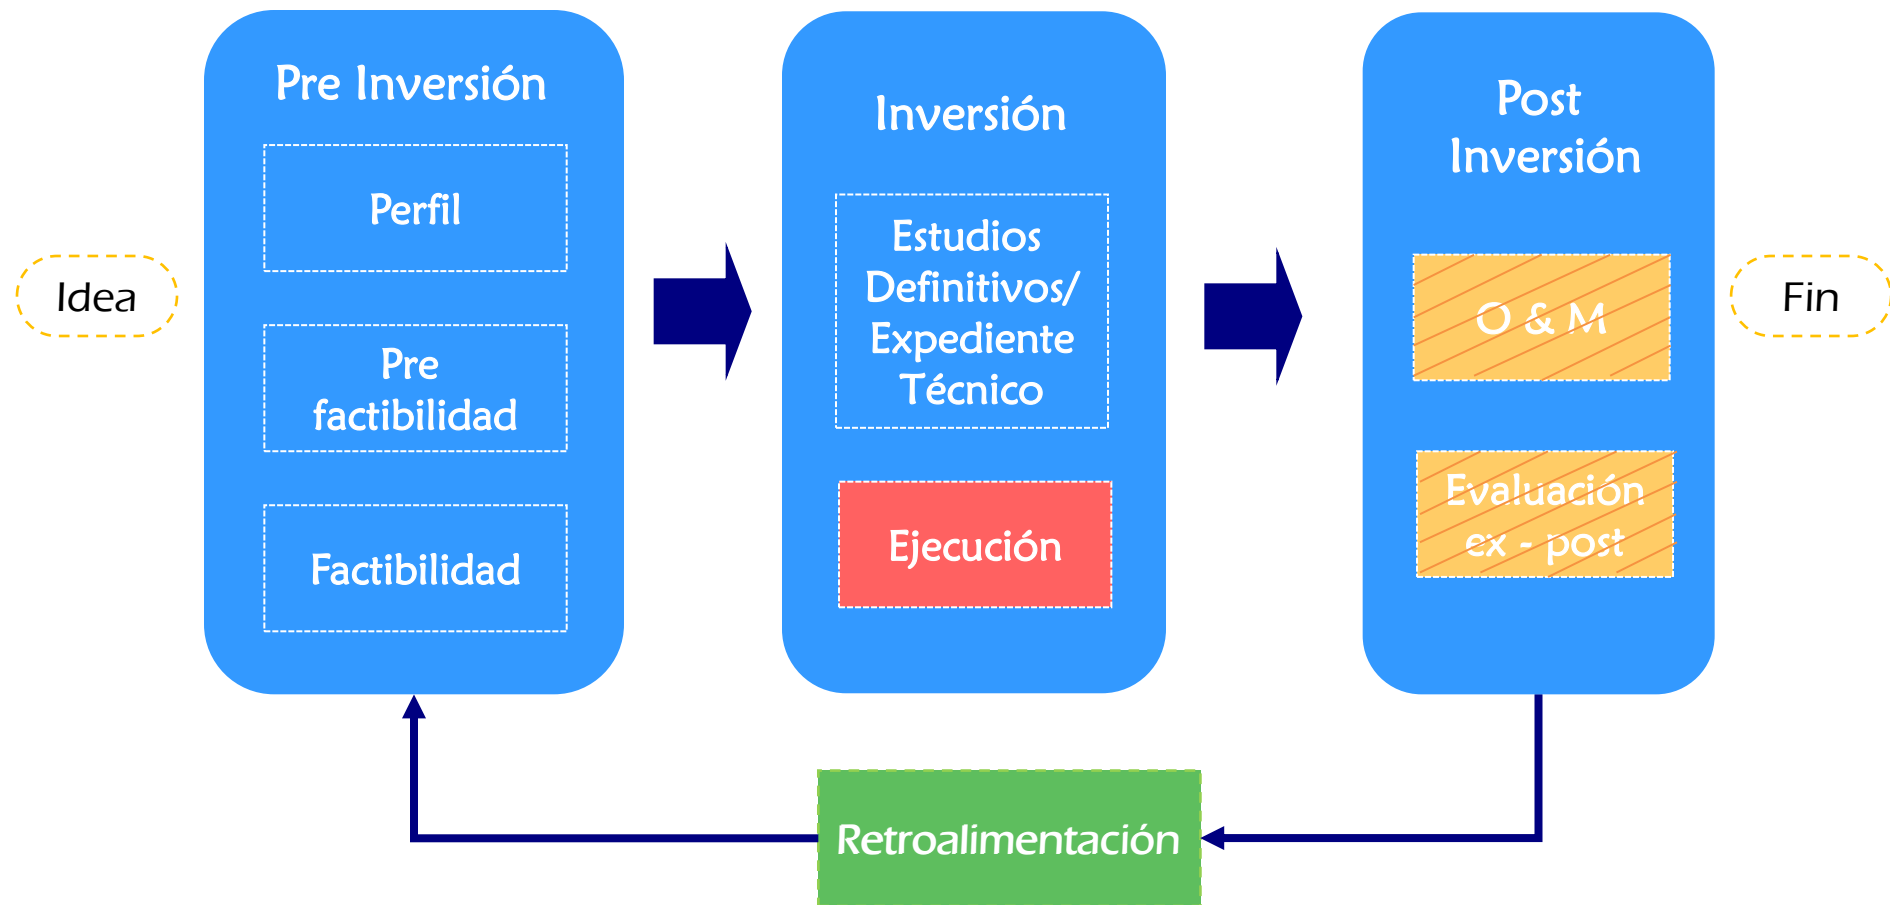 Idea
Pre Inversión
Perfil
Pre
factibilidad
Factibilidad
Inversión
Estudios
Definitivos/
Expediente
Técnico
Ejecución
Post
Inversión
O & M
Evaluación
ex - post
Fin
Retroalimentación